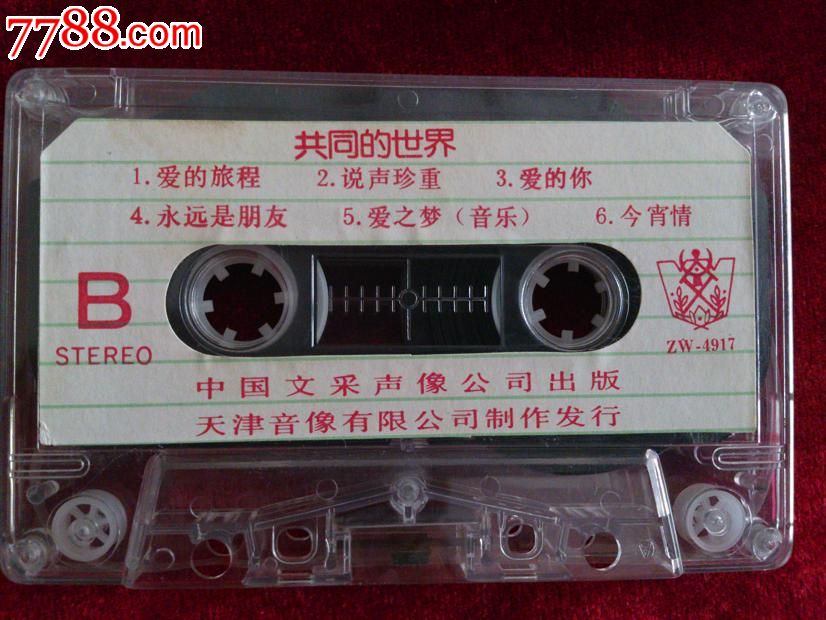 7788.com
共同的世界
1.爱的旅程 2.说声珍重 3.爱的你
4.永远是朋友 5.爱之梦（音乐） 6.今宵情
B
STEREO
ZW-4917
中国文采声像公司出版
天津音像有限公司制作发行